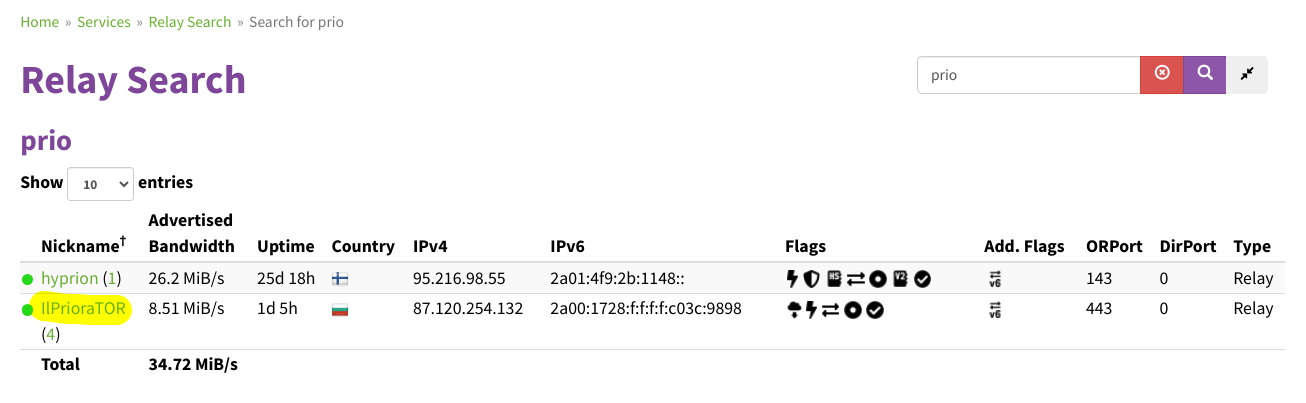 Home » Services » Relay Search » Search for prio
Relay Search
prio
prio
Show 10 entries
Nickname† Advertised Bandwidth Uptime Country IPv4 IPv6 Flags Add. Flags ORPort DirPort Type
hyprion (1) 26.2 MiB/s 25d 18h 95.216.98.55 2a01:4f9:2b:1148:: HS V2 v6 143 0 Relay
IlPrioraTOR (4) 8.51 MiB/s 1d 5h 87.120.254.132 2a00:1728:f:f:f:f:c03c:9898 v6 443 0 Relay
Total 34.72 MiB/s